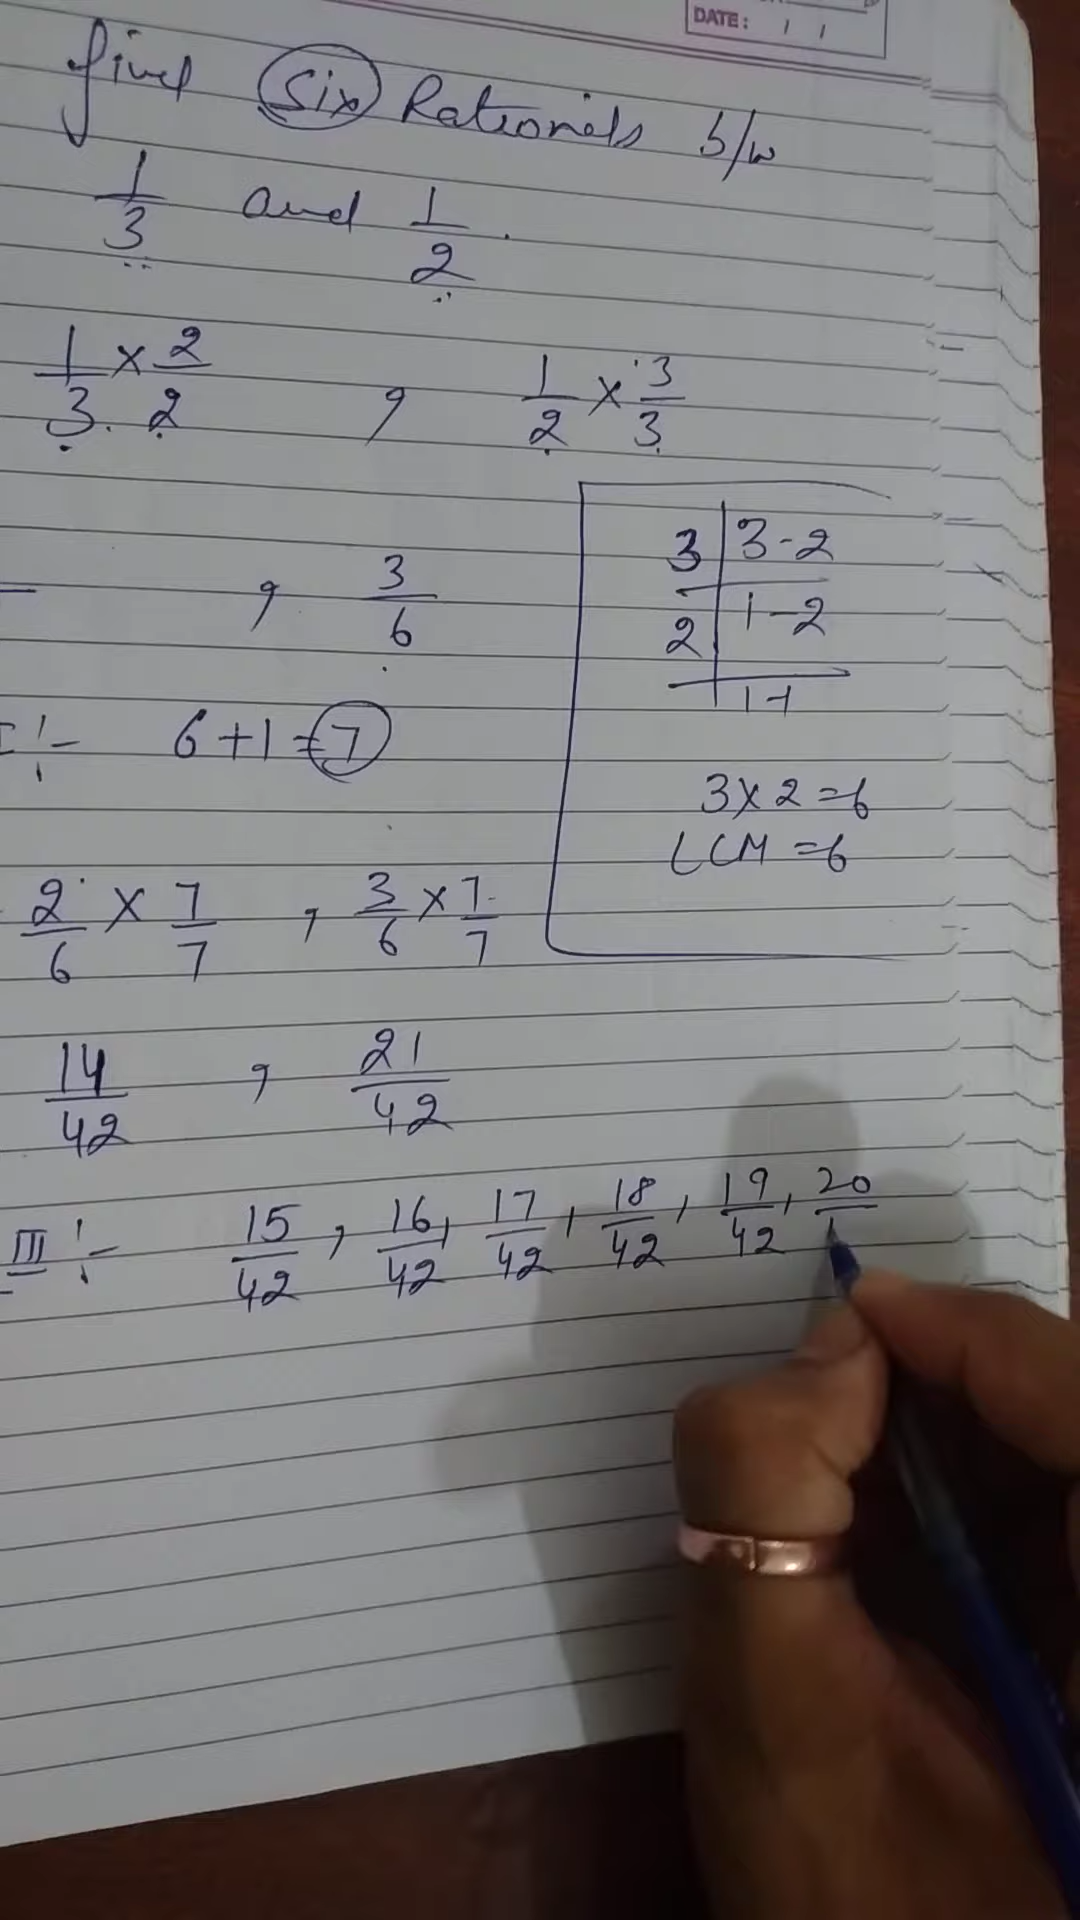 DATE: / /
find Six Rationals b/w
1/3 and 1/2 .
1/3 × 2/2 , 1/2 × 3/3
3 | 3 - 2
, 3/6
2 | 1 - 2
1 - 1
I :- 6 + 1 = 7
3 × 2 = 6
LCM = 6
2/6 × 7/7 , 3/6 × 7/7
14/42 , 21/42
III :- 15/42 , 16/42 , 17/42 , 18/42 , 19/42 , 20/